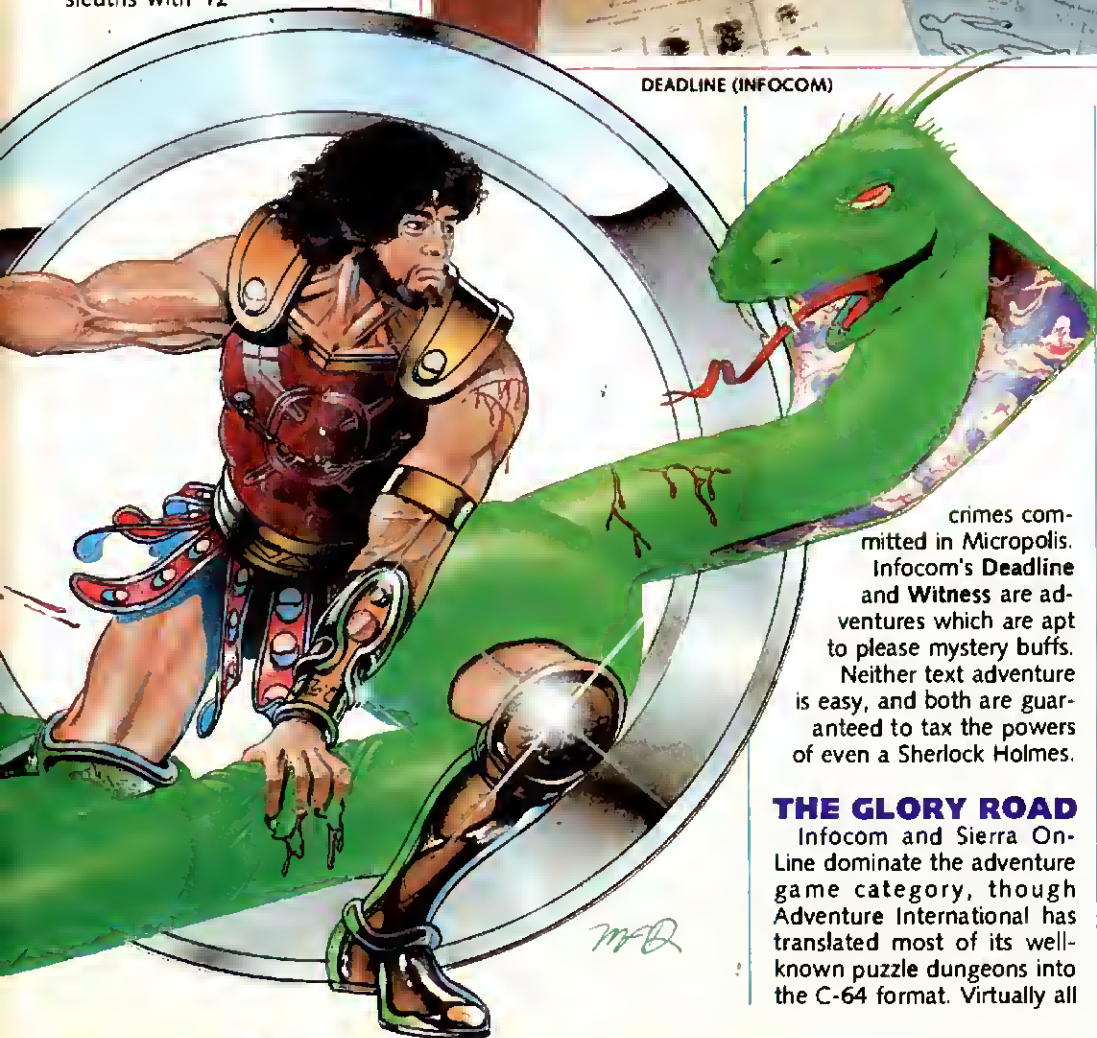 sleuths with 12
DEADLINE (INFOCOM)
crimes com-
mitted in Micropolis.
Infocom's Deadline
and Witness are ad-
ventures which are apt
to please mystery buffs.
Neither text adventure
is easy, and both are guar-
anteed to tax the powers
of even a Sherlock Holmes.
THE GLORY ROAD
Infocom and Sierra On-
Line dominate the adventure
game category, though
Adventure International has
translated most of its well-
known puzzle dungeons into
the C-64 format. Virtually all